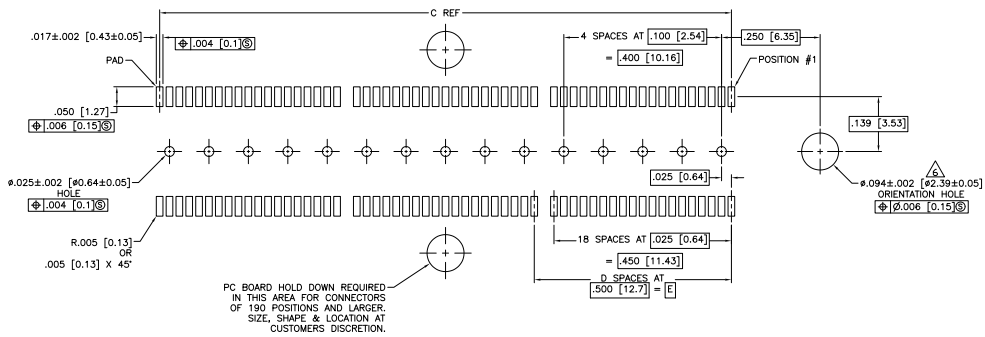 C REF
.017±.002 [0.43±0.05]
⌖ .004 [0.1]Ⓢ
4 SPACES AT .100 [2.54]
= .400 [10.16]
.250 [6.35]
PAD
POSITION #1
.050 [1.27]
⌖ .006 [0.15]Ⓢ
.139 [3.53]
ø.025±.002 [ø0.64±0.05]
HOLE
⌖ .004 [0.1]Ⓢ
.025 [0.64]
6
ø.094±.002 [ø2.39±0.05]
ORIENTATION HOLE
⌖ Ø.006 [0.15]Ⓢ
R.005 [0.13]
OR
.005 [0.13] X 45°
18 SPACES AT .025 [0.64]
= .450 [11.43]
D SPACES AT
.500 [12.7] = E
PC BOARD HOLD DOWN REQUIRED
IN THIS AREA FOR CONNECTORS
OF 190 POSITIONS AND LARGER.
SIZE, SHAPE & LOCATION AT
CUSTOMERS DISCRETION.